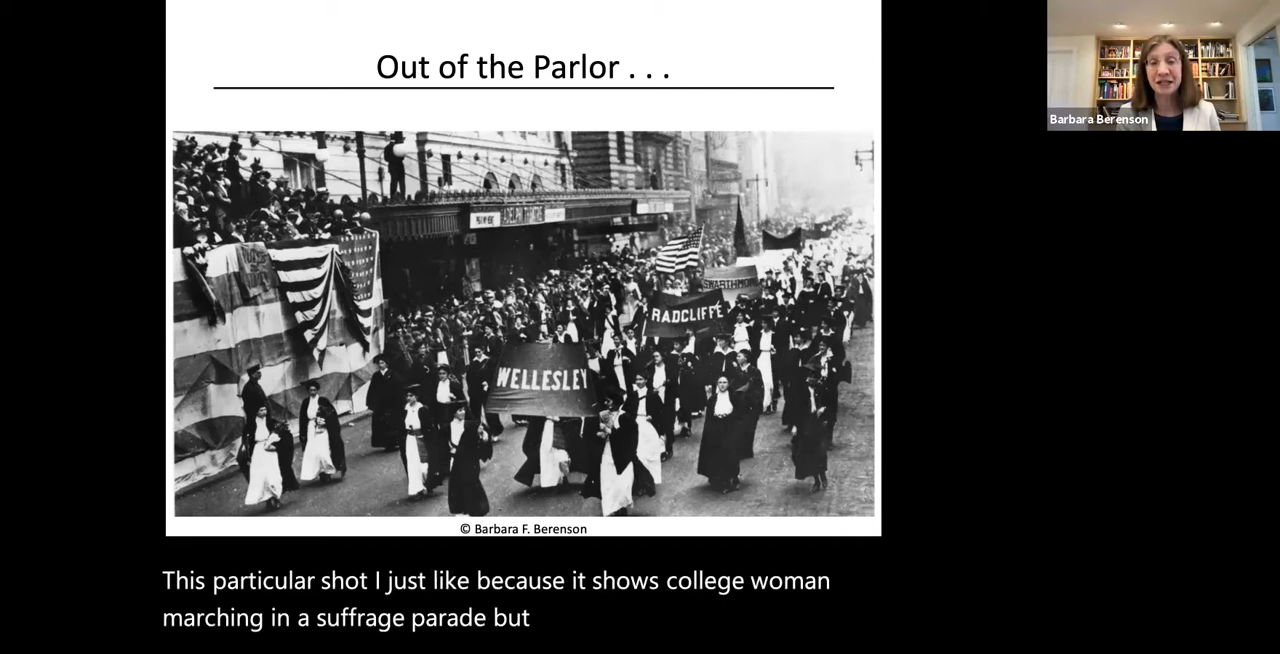 Out of the Parlor . . .
Barbara Berenson
WELLESLEY
RADCLIFFE
SWARTHMORE
© Barbara F. Berenson
This particular shot I just like because it shows college woman
marching in a suffrage parade but